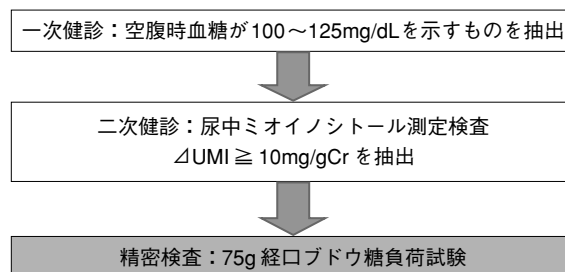 一次健診：空腹時血糖が100〜125mg/dLを示すものを抽出
二次健診：尿中ミオイノシトール測定検査
⊿UMI ≧ 10mg/gCr を抽出
精密検査：75g 経口ブドウ糖負荷試験